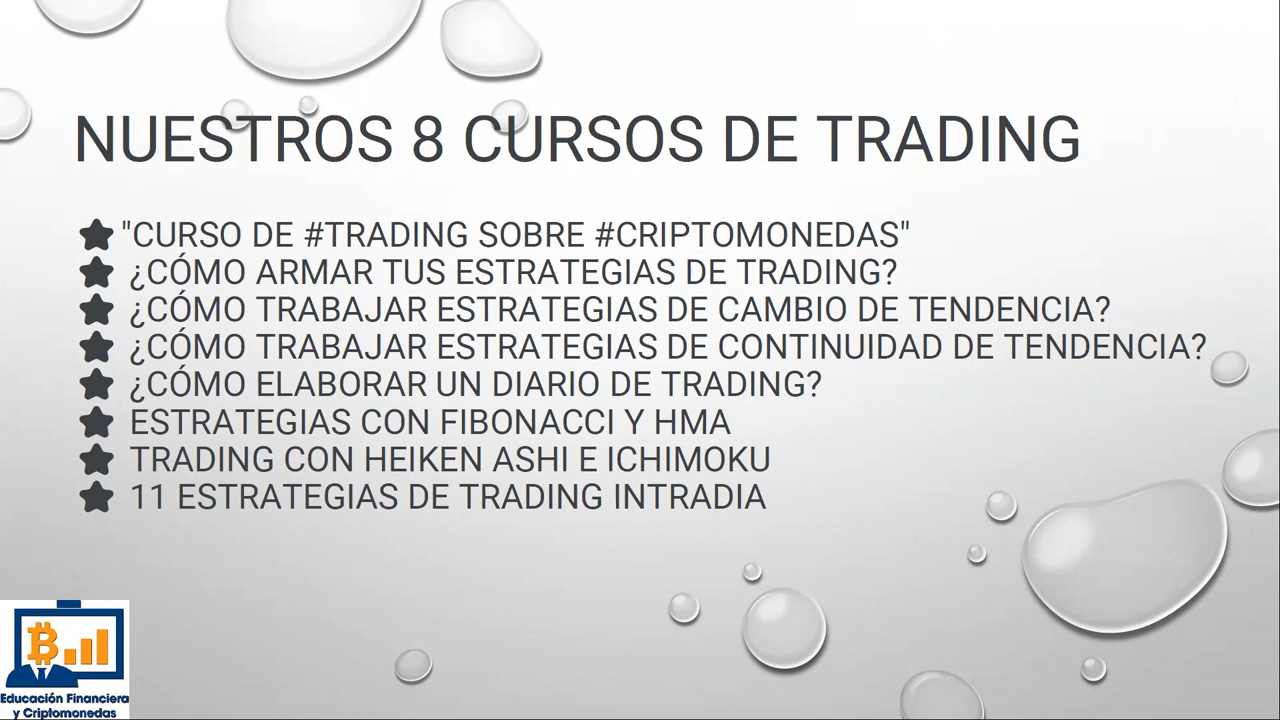 NUESTROS 8 CURSOS DE TRADING
"CURSO DE #TRADING SOBRE #CRIPTOMONEDAS"
¿CÓMO ARMAR TUS ESTRATEGIAS DE TRADING?
¿CÓMO TRABAJAR ESTRATEGIAS DE CAMBIO DE TENDENCIA?
¿CÓMO TRABAJAR ESTRATEGIAS DE CONTINUIDAD DE TENDENCIA?
¿CÓMO ELABORAR UN DIARIO DE TRADING?
ESTRATEGIAS CON FIBONACCI Y HMA
TRADING CON HEIKEN ASHI E ICHIMOKU
11 ESTRATEGIAS DE TRADING INTRADIA
Educación Financiera
y Criptomonedas